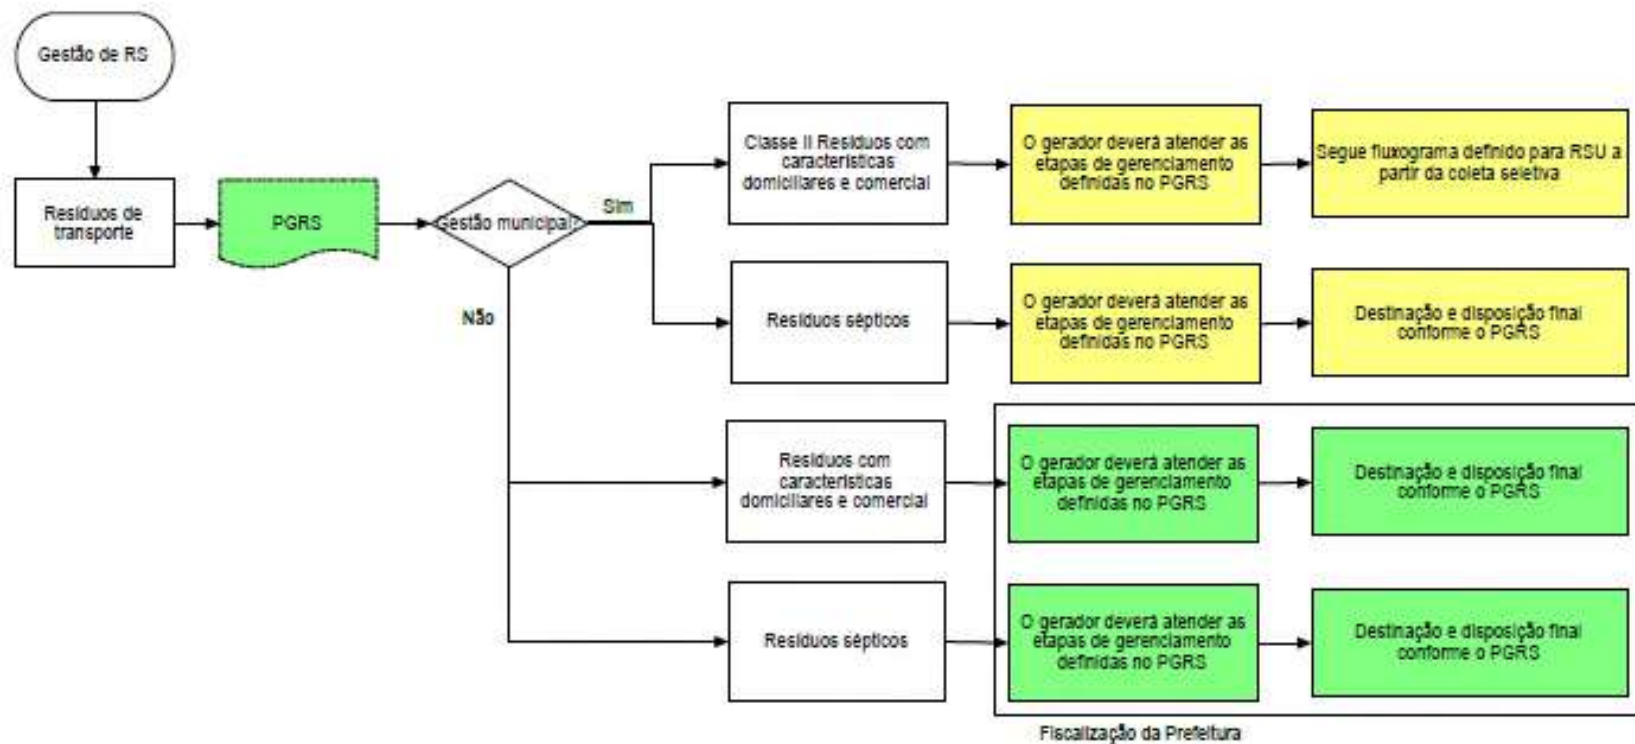 Gestão de RS
Resíduos de
transporte
PGRS
Gestão municipal?
Sim
Não
Classe II Resíduos com
características
domiciliares e comercial
O gerador deverá atender as
etapas de gerenciamento
definidas no PGRS
Segue fluxograma definido para RSU a
partir da coleta seletiva
Resíduos sépticos
O gerador deverá atender as
etapas de gerenciamento
definidas no PGRS
Destinação e disposição final
conforme o PGRS
Resíduos com
características
domiciliares e comercial
O gerador deverá atender as
etapas de gerenciamento
definidas no PGRS
Destinação e disposição final
conforme o PGRS
Resíduos sépticos
O gerador deverá atender as
etapas de gerenciamento
definidas no PGRS
Destinação e disposição final
conforme o PGRS
Fiscalização da Prefeitura